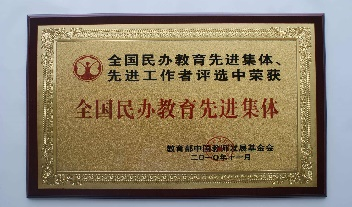 全国民办教育先进集体、
先进工作者评选中荣获
全国民办教育先进集体
教育部中国教师发展基金会
二〇一〇年十一月